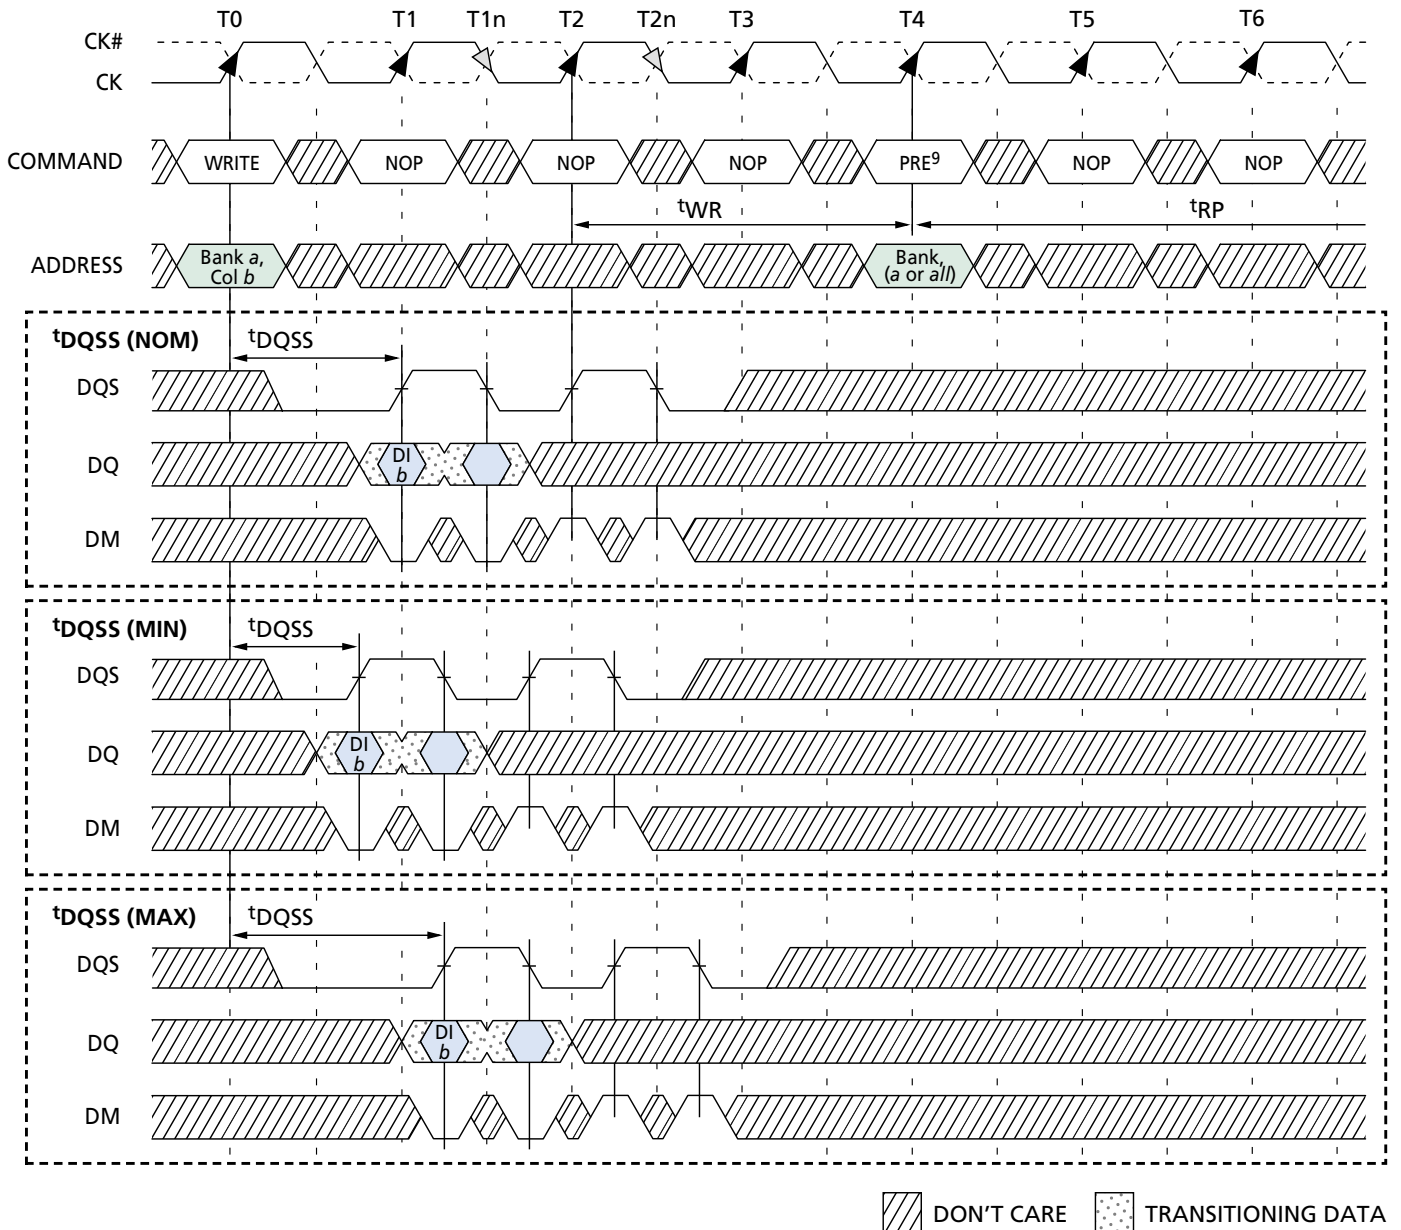 T0 T1 T1n T2 T2n T3 T4 T5 T6
CK#
CK
COMMAND WRITE NOP NOP NOP PRE⁹ NOP NOP
ᵗWR ᵗRP
ADDRESS Bank a, Col b Bank, (a or all)
ᵗDQSS (NOM) ᵗDQSS
DQS
DQ DI b
DM
ᵗDQSS (MIN) ᵗDQSS
DQS
DQ DI b
DM
ᵗDQSS (MAX) ᵗDQSS
DQS
DQ DI b
DM
DON'T CARE TRANSITIONING DATA